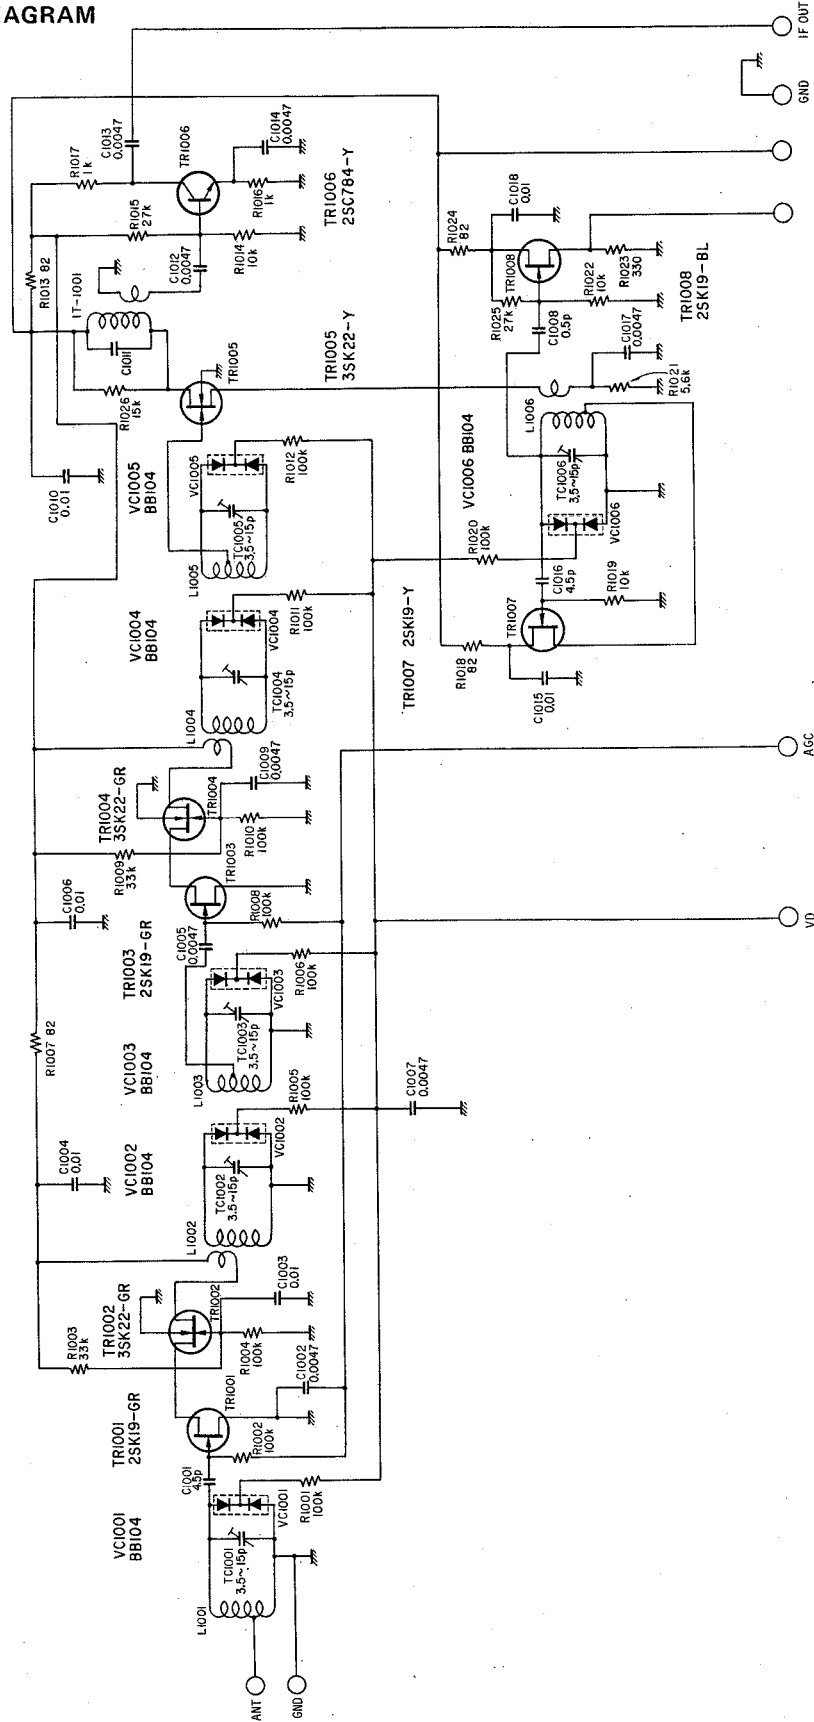 AGRAM
IF OUT
GND
C1013
0.0047
R1017
1k
TR1006
C1014
0.0047
R1016
1k
TR1006
2SC784-Y
R1015
27k
R1014
10k
C1012
0.0047
R1013 82
IT-1001
C1011
R1026
15k
TR1005
TR1005
3SK22-Y
C1010
0.01
VC1005
BB104
VC1005
R1012
100k
TC1005
3.5~15p
L1005
R1024
82
C1018
0.01
TR1008
R1025
27k
C1008
0.5p
R1022
10k
R1023
330
TR1008
2SK19-BL
C1017
0.0047
R1021
5.6k
L1006
VC1006 BB104
TC1006
3.5~15p
VC1006
R1020
100k
C1016
4.5p
R1019
10k
TR1007
TR1007 2SK19-Y
R1018
82
C1015
0.01
VC1004
BB104
VC1004
R1011
100k
TC1004
3.5~15p
L1004
TR1004
3SK22-GR
C1009
0.0047
TR1004
R1010
100k
R1009
33k
TR1003
R1008
100k
AGC
C1006
0.01
TR1003
2SK19-GR
C1005
0.0047
VD
R1007 82
VC1003
BB104
VC1003
R1006
100k
TC1003
3.5~15p
L1003
C1007
0.0047
C1004
0.01
VC1002
BB104
VC1002
R1005
100k
TC1002
3.5~15p
L1002
TR1002
3SK22-GR
C1003
0.01
TR1002
R1003
33k
R1004
100k
C1002
0.0047
TR1001
2SK19-GR
TR1001
R1002
100k
C1001
4.5p
VC1001
BB104
VC1001
R1001
100k
TC1001
3.5~15p
L1001
ANT
GND